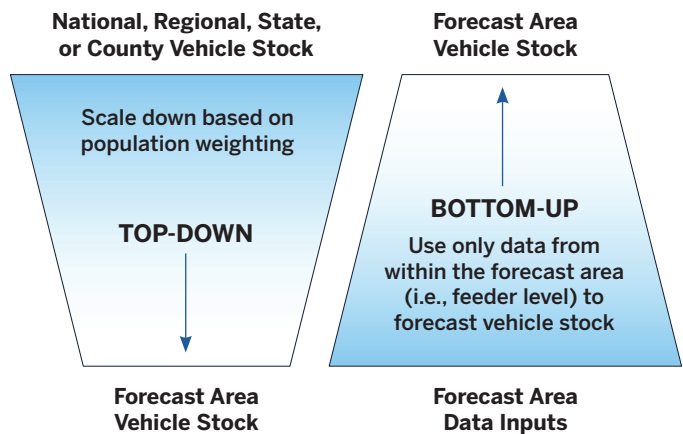 National, Regional, State,
or County Vehicle Stock
Scale down based on
population weighting
TOP-DOWN
Forecast Area
Vehicle Stock
Forecast Area
Vehicle Stock
BOTTOM-UP
Use only data from
within the forecast area
(i.e., feeder level) to
forecast vehicle stock
Forecast Area
Data Inputs